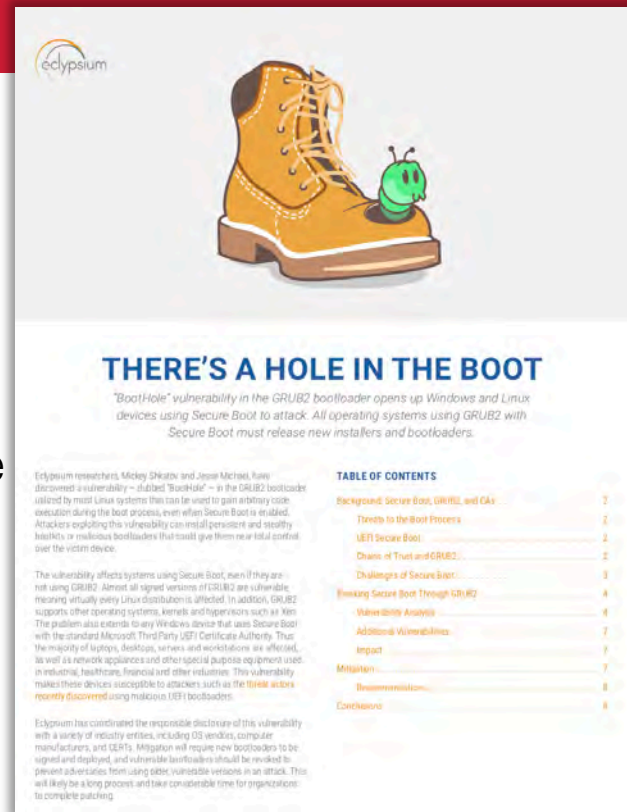 eclypsium
THERE'S A HOLE IN THE BOOT
"BootHole" vulnerability in the GRUB2 bootloader opens up Windows and Linux
devices using Secure Boot to attack. All operating systems using GRUB2 with
Secure Boot must release new installers and bootloaders.
e
Eclypsium researchers, Mickey Shkatov and Jesse Michael, have
discovered a vulnerability — dubbed "BootHole" — in the GRUB2 bootloader
utilized by most Linux systems that can be used to gain arbitrary code
execution during the boot process, even when Secure Boot is enabled.
Attackers exploiting this vulnerability can install persistent and stealthy
bootkits or malicious bootloaders that could give them near total control
over the victim device.
The vulnerability affects systems using Secure Boot, even if they are
not using GRUB2. Almost all signed versions of GRUB2 are vulnerable,
meaning virtually every Linux distribution is affected. In addition, GRUB2
supports other operating systems, kernels and hypervisors such as Xen.
The problem also extends to any Windows device that uses Secure Boot
with the standard Microsoft Third Party UEFI Certificate Authority. Thus
the majority of laptops, desktops, servers and workstations are affected,
as well as network appliances and other special purpose equipment used
in industrial, healthcare, financial and other industries. This vulnerability
makes these devices susceptible to attackers such as the threat actors
recently discovered using malicious UEFI bootloaders.
Eclypsium has coordinated the responsible disclosure of this vulnerability
with a variety of industry entities, including OS vendors, computer
manufacturers, and CERTs. Mitigation will require new bootloaders to be
signed and deployed, and vulnerable bootloaders should be revoked to
prevent adversaries from using older, vulnerable versions in an attack. This
will likely be a long process and take considerable time for organizations
to complete patching.
TABLE OF CONTENTS
Background: Secure Boot, GRUB2, and CAs 2
Threats to the Boot Process 2
UEFI Secure Boot 2
Chains of Trust and GRUB2 2
Challenges of Secure Boot 3
Breaking Secure Boot Through GRUB2 4
Vulnerability Analysis 4
Additional Vulnerabilities 7
Impact 7
Mitigation 7
Recommendations 8
Conclusions